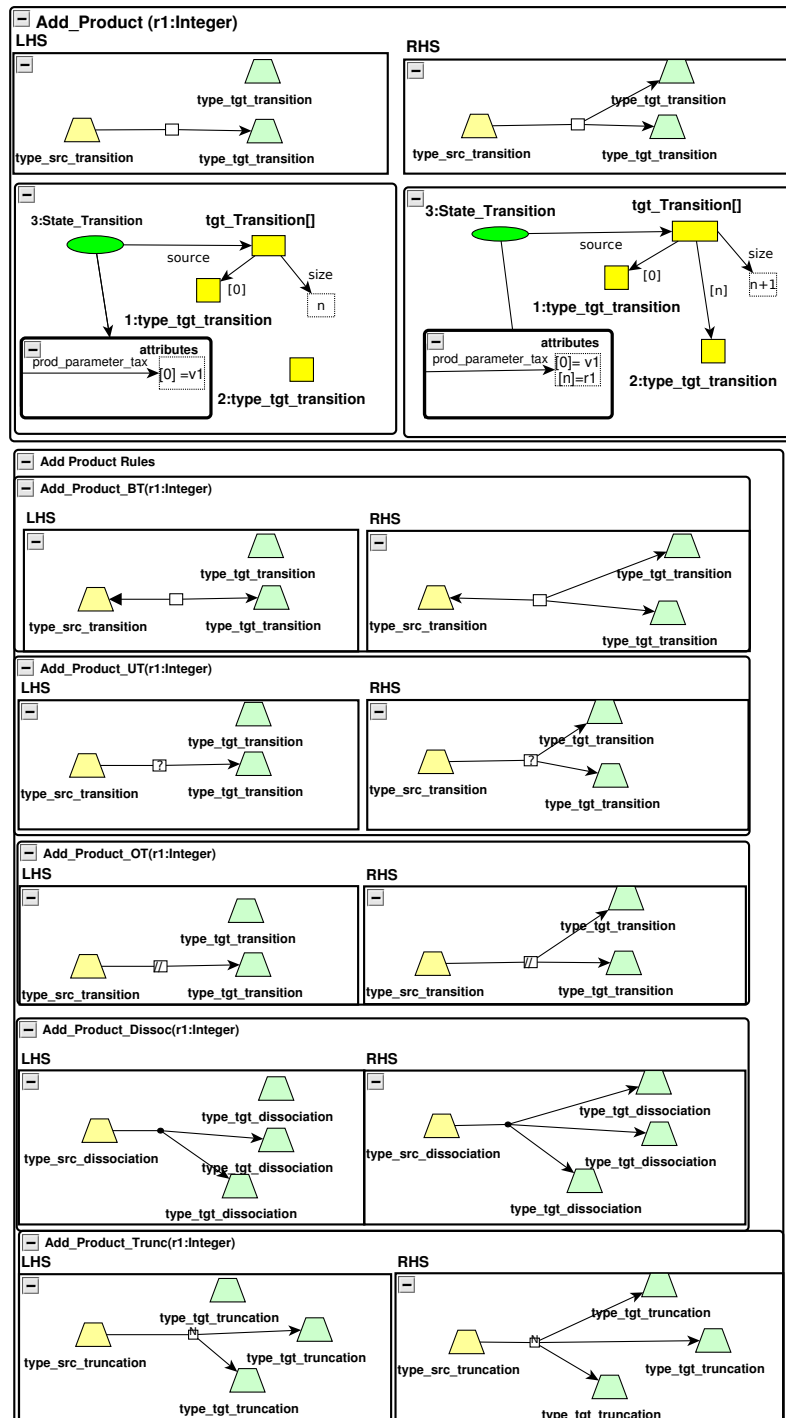 Add_Product (r1:Integer)
LHS
RHS
type_tgt_transition
type_src_transition
type_tgt_transition
type_tgt_transition
type_src_transition
type_tgt_transition
3:State_Transition
tgt_Transition[]
source
size
[0]
n
1:type_tgt_transition
attributes
prod_parameter_tax
[0] =v1
2:type_tgt_transition
3:State_Transition
tgt_Transition[]
source
size
[0]
[n]
n+1
1:type_tgt_transition
attributes
prod_parameter_tax
[0]= v1
[n]=r1
2:type_tgt_transition
Add Product Rules
Add_Product_BT(r1:Integer)
LHS
RHS
type_tgt_transition
type_src_transition
type_tgt_transition
type_tgt_transition
type_src_transition
type_tgt_transition
Add_Product_UT(r1:Integer)
LHS
RHS
type_tgt_transition
?
type_src_transition
type_tgt_transition
type_tgt_transition
?
type_src_transition
type_tgt_transition
Add_Product_OT(r1:Integer)
LHS
RHS
type_tgt_transition
//
type_src_transition
type_tgt_transition
type_tgt_transition
//
type_src_transition
type_tgt_transition
Add_Product_Dissoc(r1:Integer)
LHS
RHS
type_tgt_dissociation
type_src_dissociation
type_tgt_dissociation
type_tgt_dissociation
type_tgt_dissociation
type_src_dissociation
type_tgt_dissociation
type_tgt_dissociation
Add_Product_Trunc(r1:Integer)
LHS
RHS
type_tgt_truncation
N
type_src_truncation
type_tgt_truncation
type_tgt_truncation
type_tgt_truncation
N
type_src_truncation
type_tgt_truncation
type_tgt_truncation